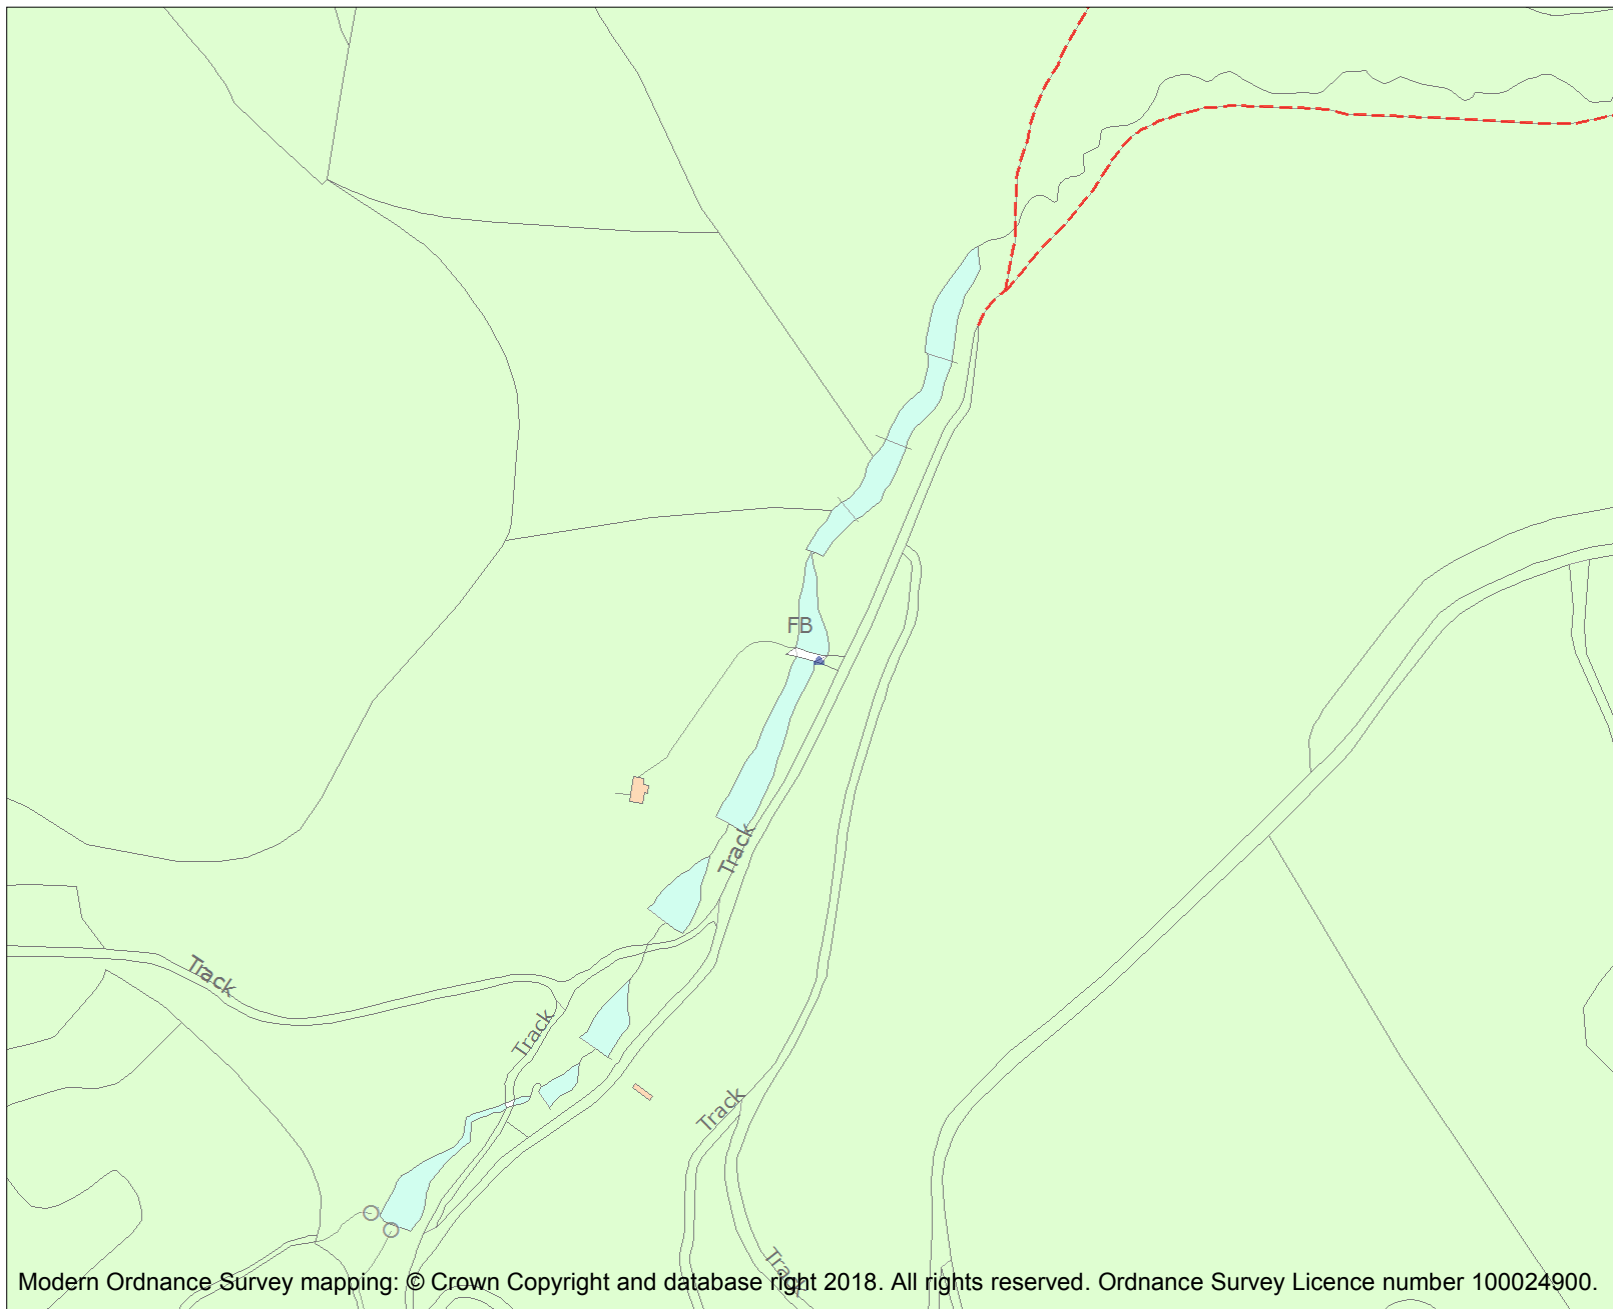 FB
Track
Track
Track
Track
Track
Modern Ordnance Survey mapping: © Crown Copyright and database right 2018. All rights reserved. Ordnance Survey Licence number 100024900.